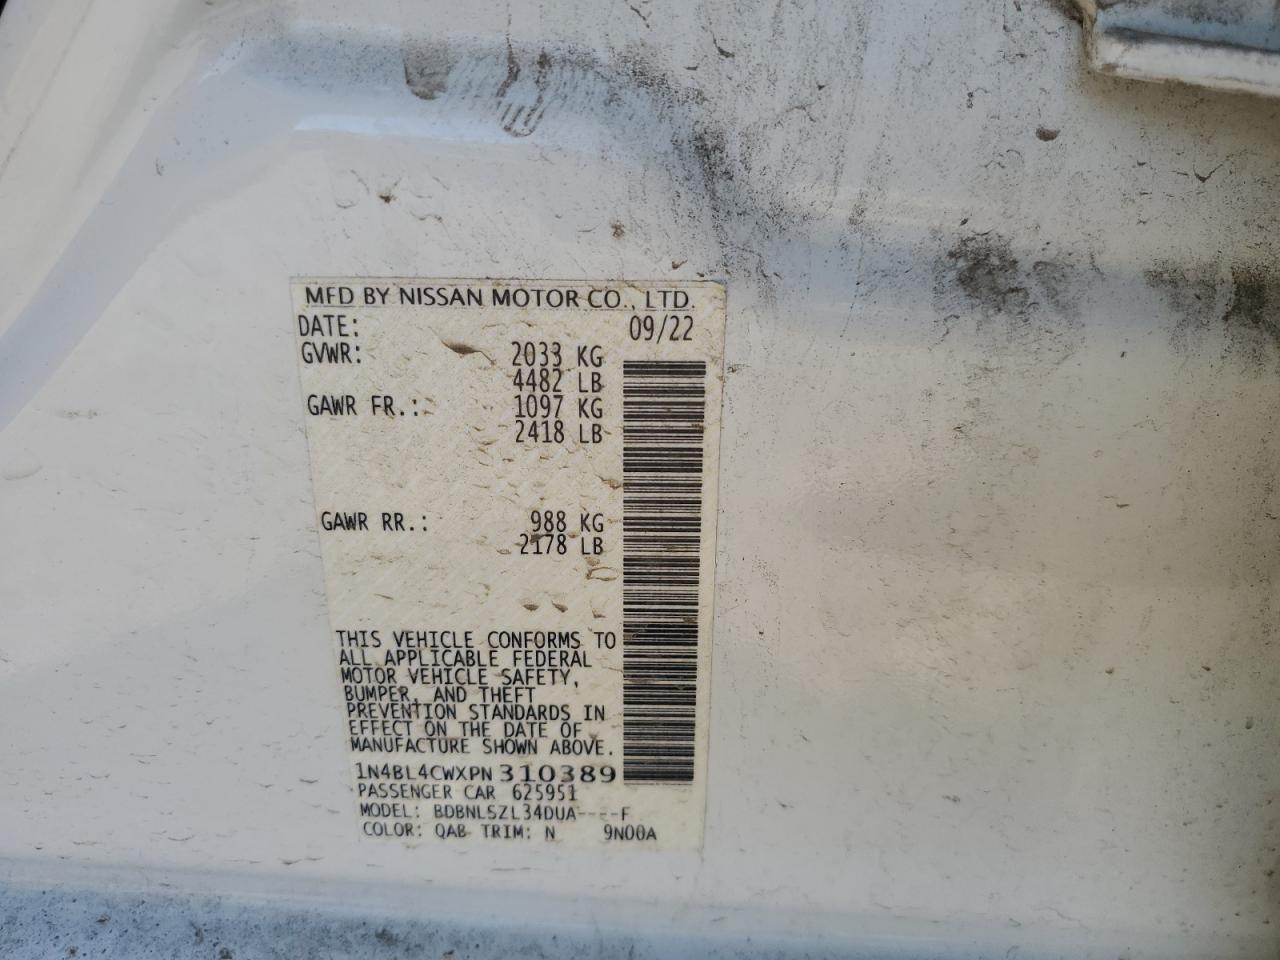 MFD BY NISSAN MOTOR CO., LTD.
DATE: 09/22
GVWR: 2033 KG
4482 LB
GAWR FR.: 1097 KG
2418 LB
GAWR RR.: 988 KG
2178 LB
THIS VEHICLE CONFORMS TO
ALL APPLICABLE FEDERAL
MOTOR VEHICLE SAFETY,
BUMPER, AND THEFT
PREVENTION STANDARDS IN
EFFECT ON THE DATE OF
MANUFACTURE SHOWN ABOVE.
1N4BL4CWXPN310389
PASSENGER CAR 625951
MODEL: BDBNLSZL34DUA----F
COLOR: QAB TRIM: N 9N00A